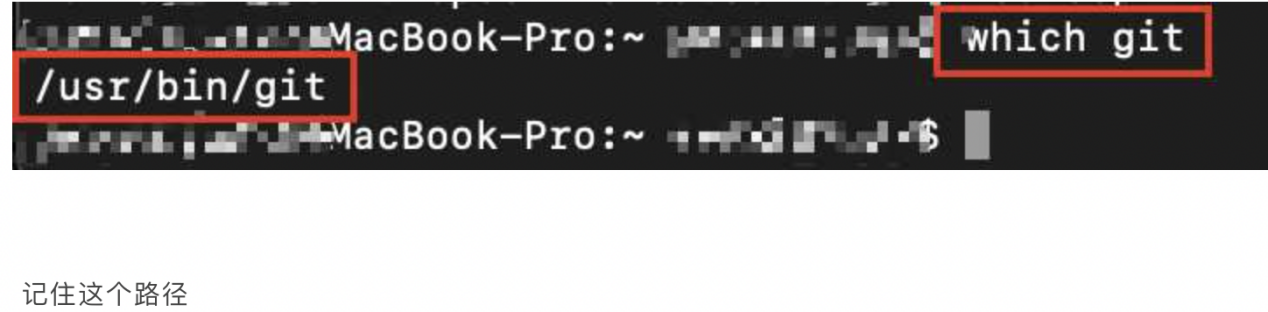 MacBook-Pro:~ which git
/usr/bin/git
MacBook-Pro:~ $
记住这个路径